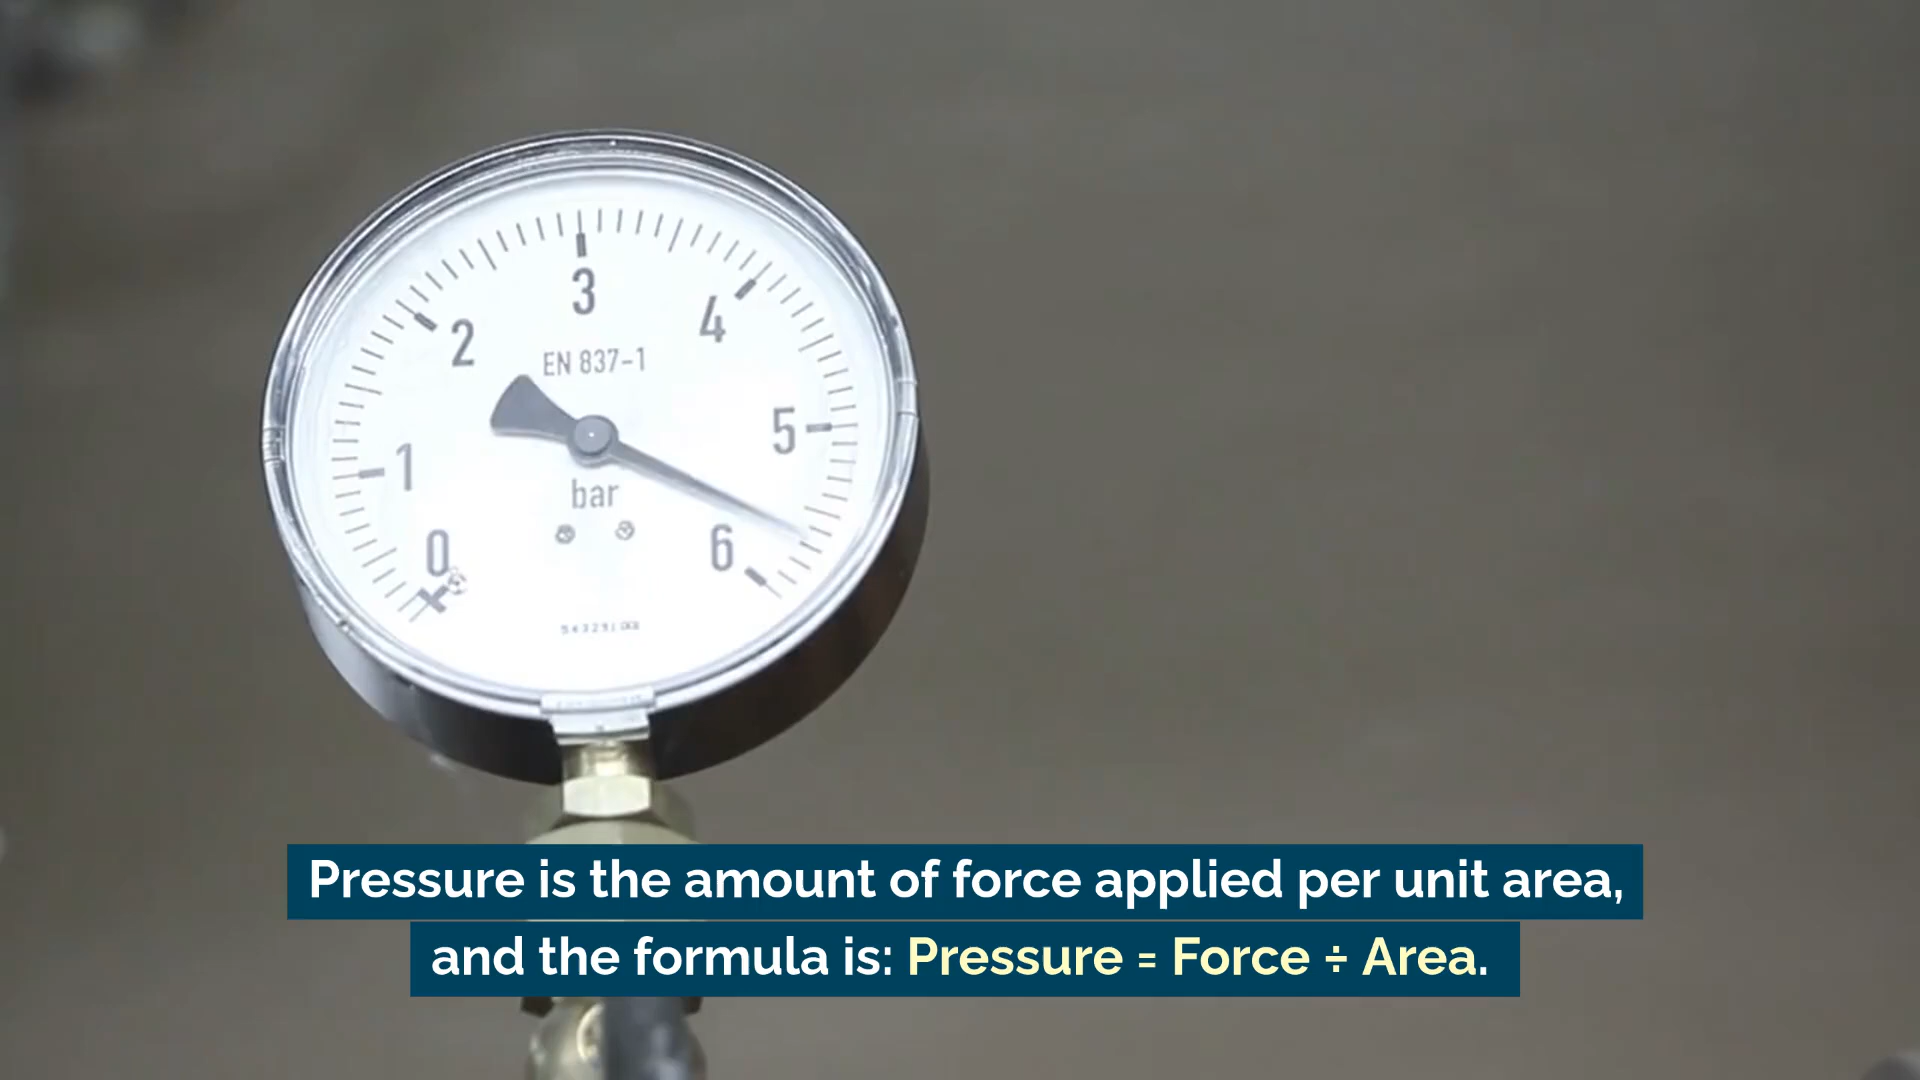 3
2
4
EN 837-1
5
1
bar
0
6
Pressure is the amount of force applied per unit area,
and the formula is: Pressure = Force ÷ Area.